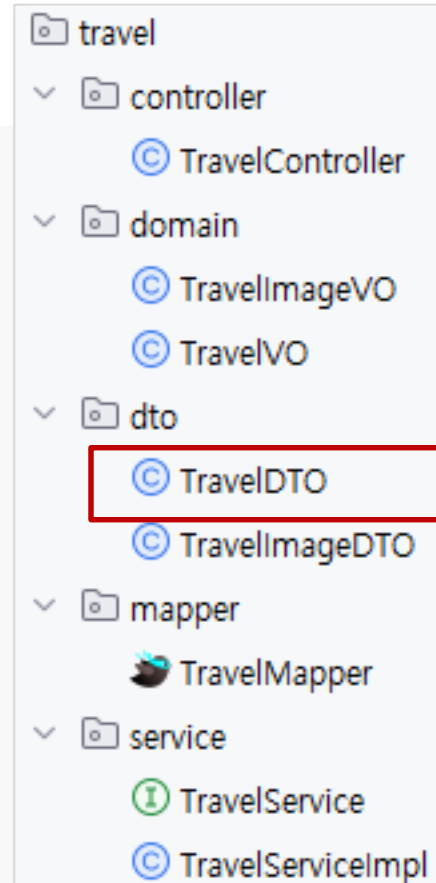 travel
controller
C TravelController
domain
C TravelImageVO
C TravelVO
dto
C TravelDTO
C TravelImageDTO
mapper
TravelMapper
service
I TravelService
C TravelServiceImpl